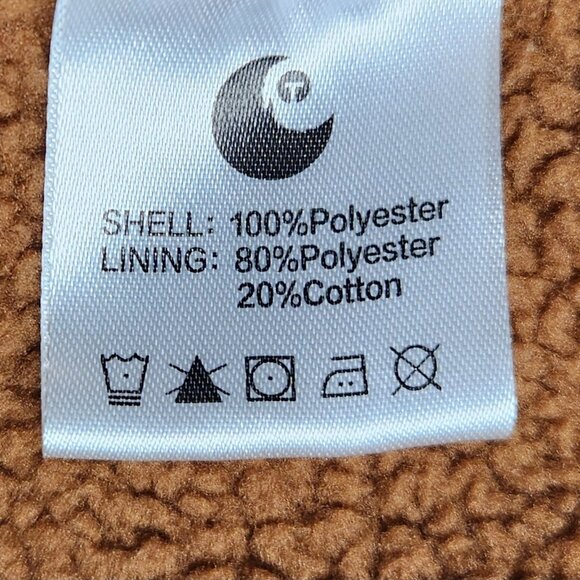 T
SHELL: 100%Polyester
LINING: 80%Polyester
20%Cotton